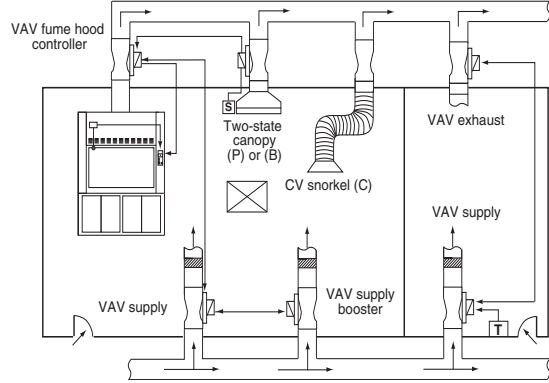 VAV fume hood
controller
S
Two-state
canopy
(P) or (B)
CV snorkel (C)
VAV exhaust
VAV supply
VAV supply
VAV supply
booster
T